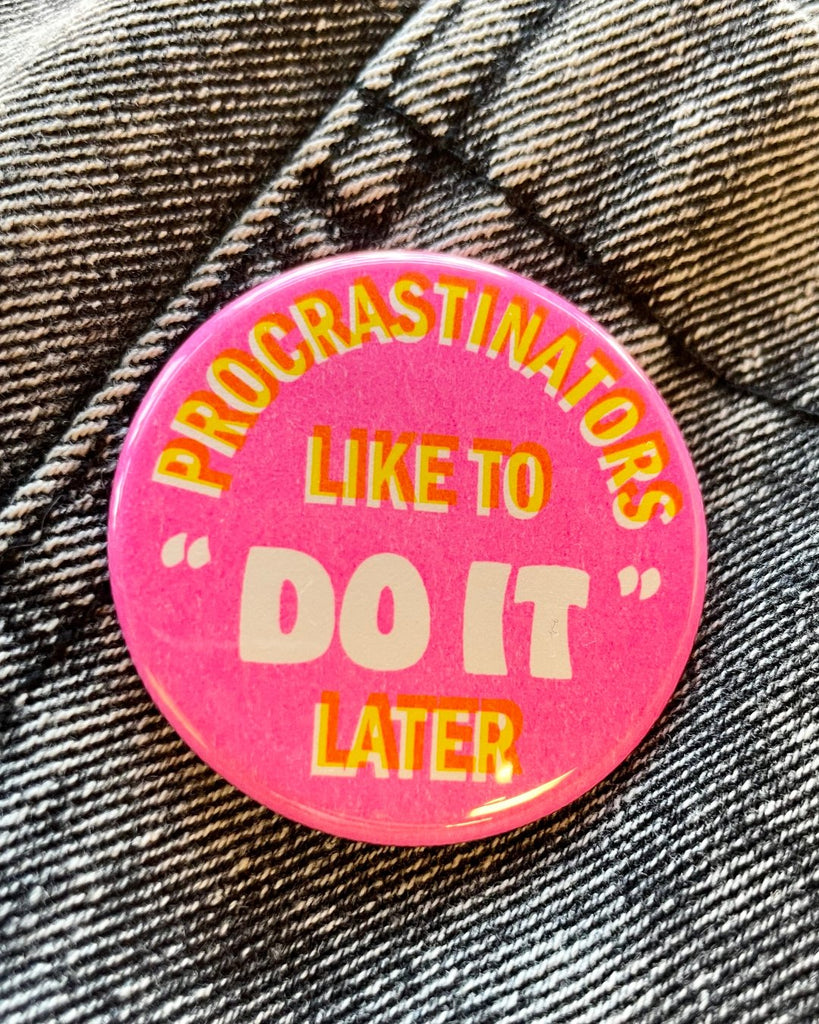 PROCRASTINATORS
LIKE TO
“ DO IT ”
LATER